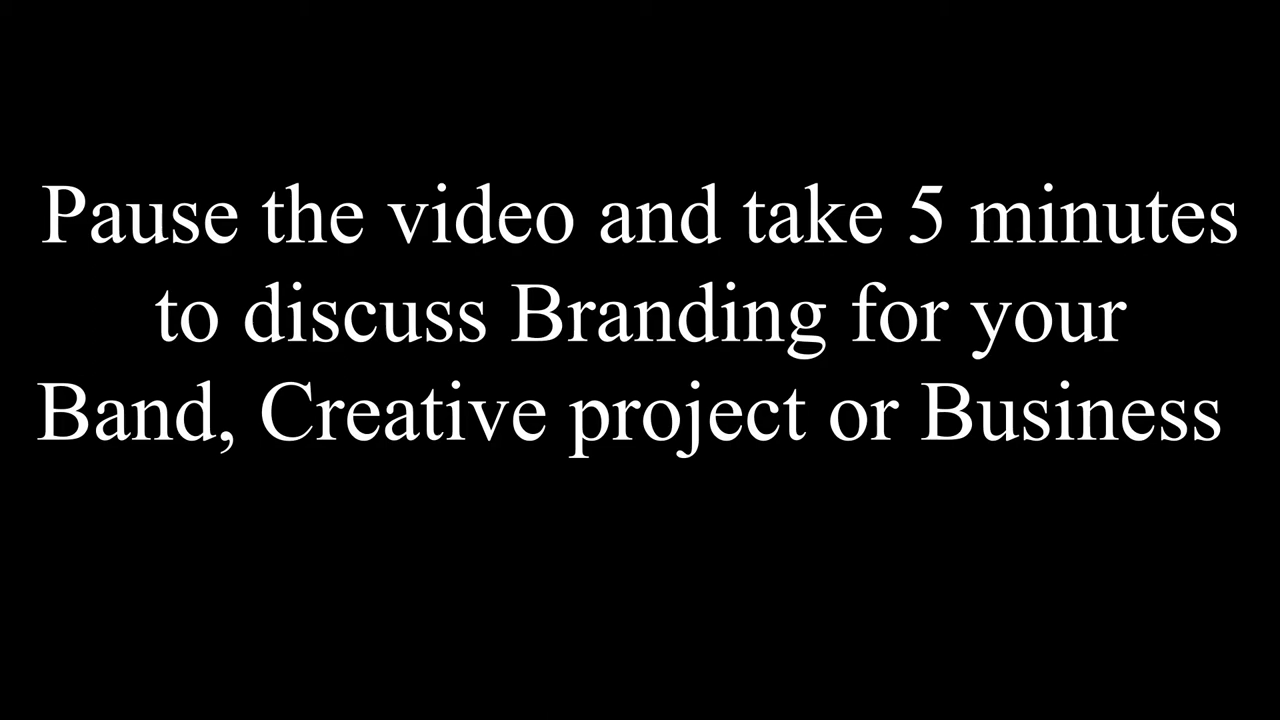 Pause the video and take 5 minutes
to discuss Branding for your
Band, Creative project or Business